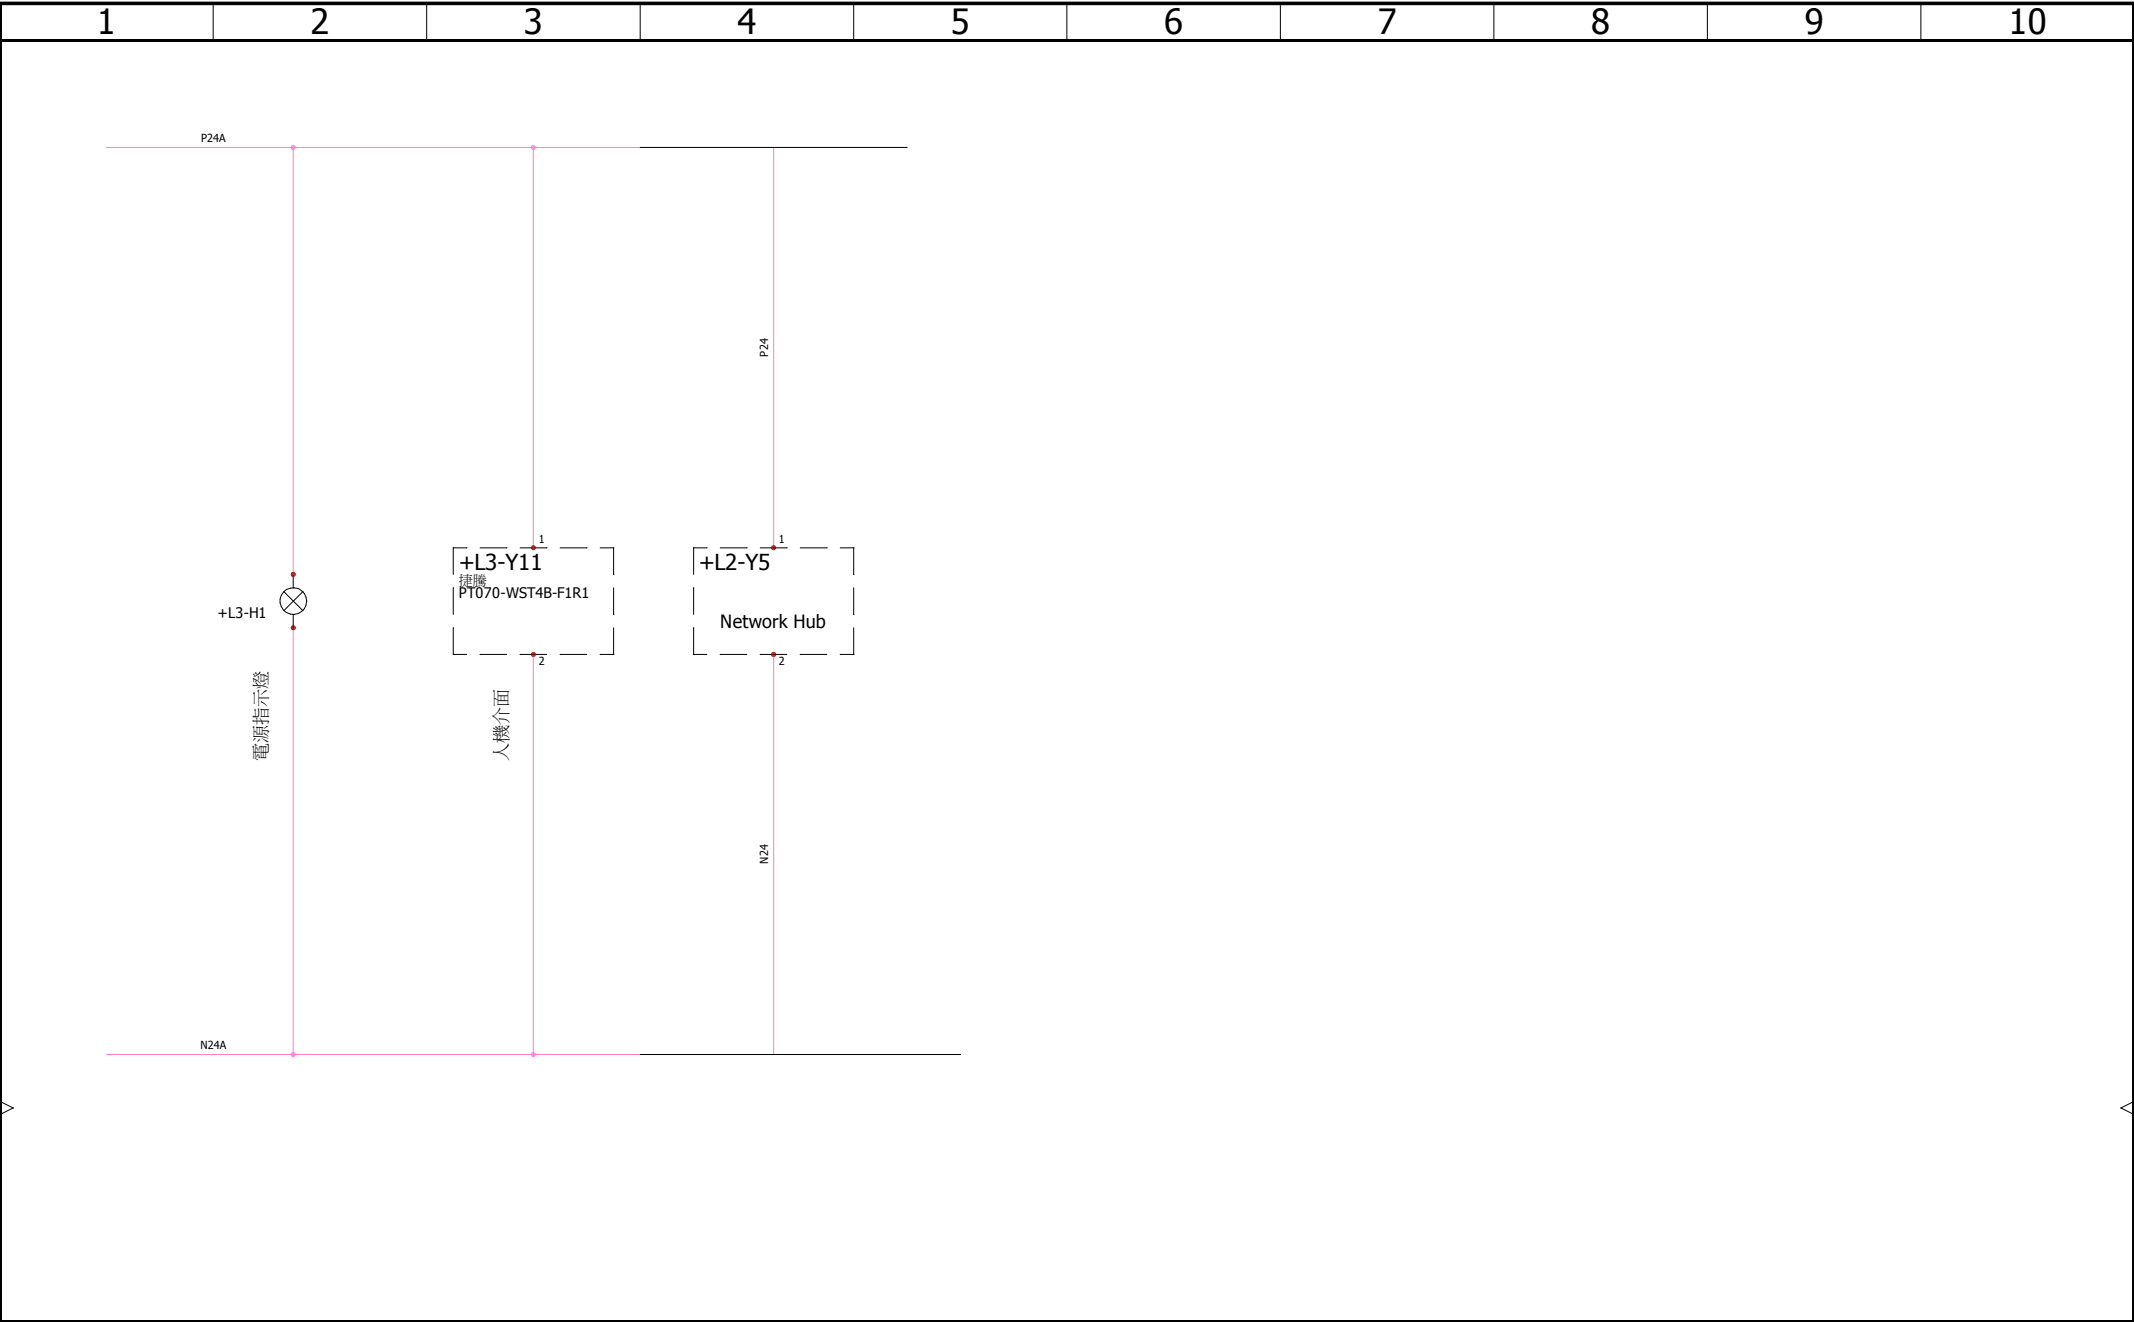 1 2 3 4 5 6 7 8 9 10
P24A
P24
1
1
+L3-Y11
+L2-Y5
捷騰
PT070-WST4B-F1R1
+L3-H1
Network Hub
2
2
電源指示燈
人機介面
N24
N24A